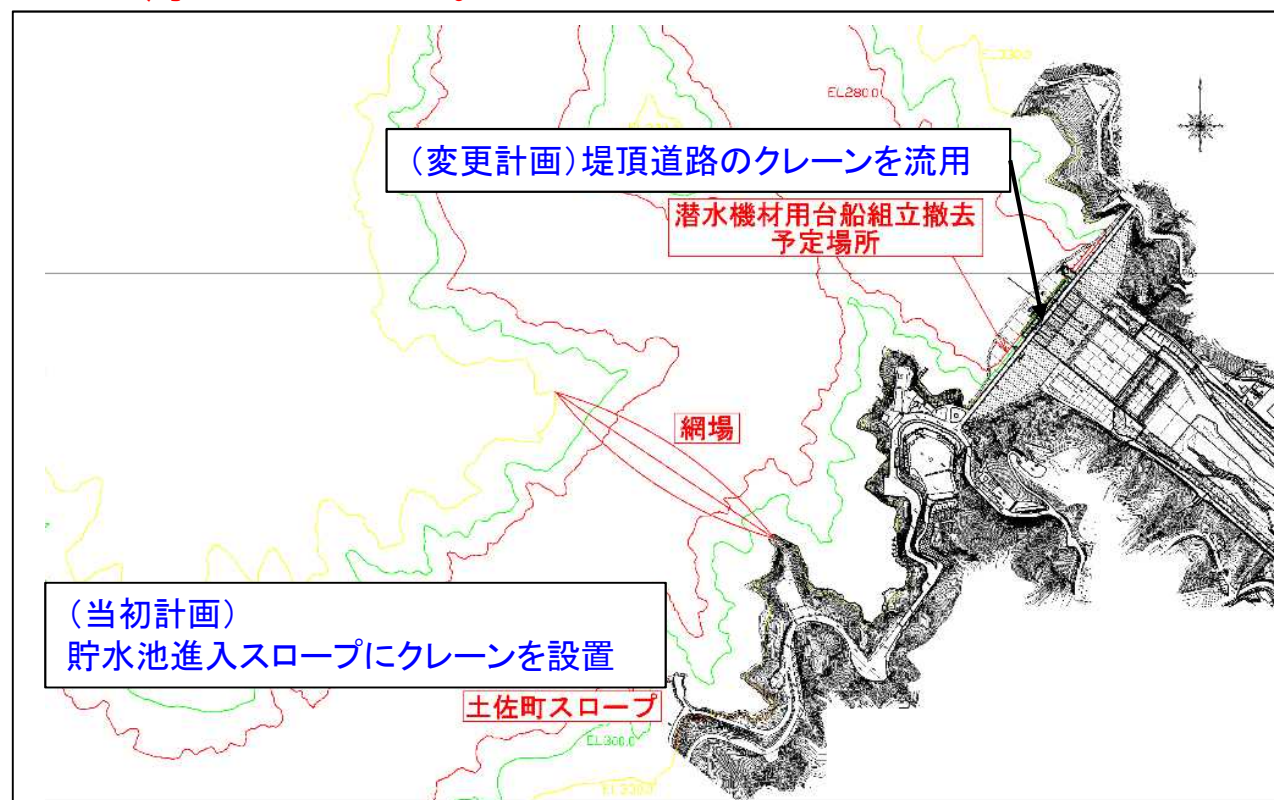 EL330.0
EL280.0
（変更計画）堤頂道路のクレーンを流用
潜水機材用台船組立撤去
予定場所
網場
（当初計画）
貯水池進入スロープにクレーンを設置
土佐町スロープ
EL300.0
EL330.0